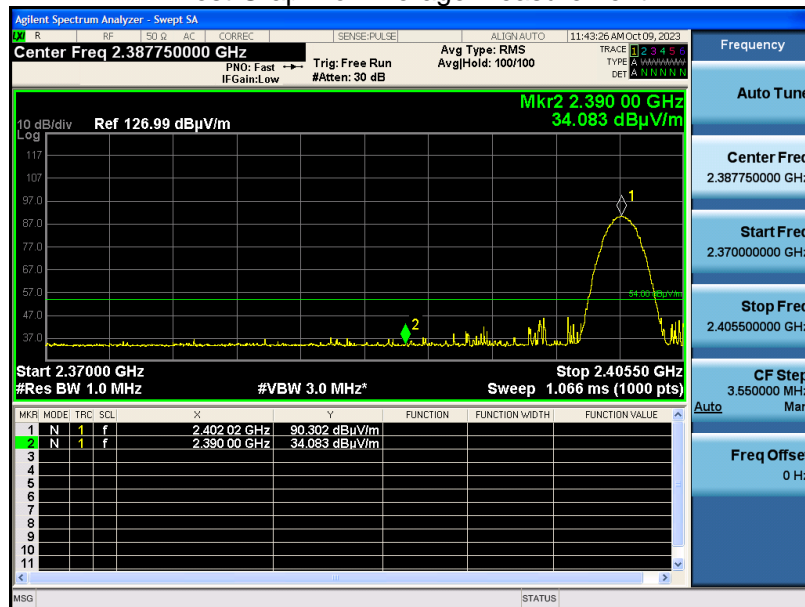 Agilent Spectrum Analyzer - Swept SA
LXI R RF 50 Ω AC CORREC SENSE:PULSE ALIGN AUTO 11:43:26 AM Oct 09, 2023
Center Freq 2.387750000 GHz
PNO: Fast
IFGain:Low
Trig: Free Run
#Atten: 30 dB
Avg Type: RMS
Avg|Hold: 100/100
TRACE 1 2 3 4 5 6
TYPE A WWWWW
DET A N N N N N
Mkr2 2.390 00 GHz
34.083 dBµV/m
10 dB/div Ref 126.99 dBµV/m
Log
117
107
97.0
87.0
77.0
67.0
57.0
47.0
37.0
1
2
54.00 dBµV/m
Start 2.37000 GHz Stop 2.40550 GHz
#Res BW 1.0 MHz #VBW 3.0 MHz* Sweep 1.066 ms (1000 pts)
MKR MODE TRC SCL X Y FUNCTION FUNCTION WIDTH FUNCTION VALUE
1 N 1 f 2.402 02 GHz 90.302 dBµV/m
2 N 1 f 2.390 00 GHz 34.083 dBµV/m
3
4
5
6
7
8
9
10
11
MSG STATUS
Frequency
Auto Tune
Center Freq
2.387750000 GHz
Start Freq
2.370000000 GHz
Stop Freq
2.405500000 GHz
CF Step
3.550000 MHz
Auto Man
Freq Offset
0 Hz